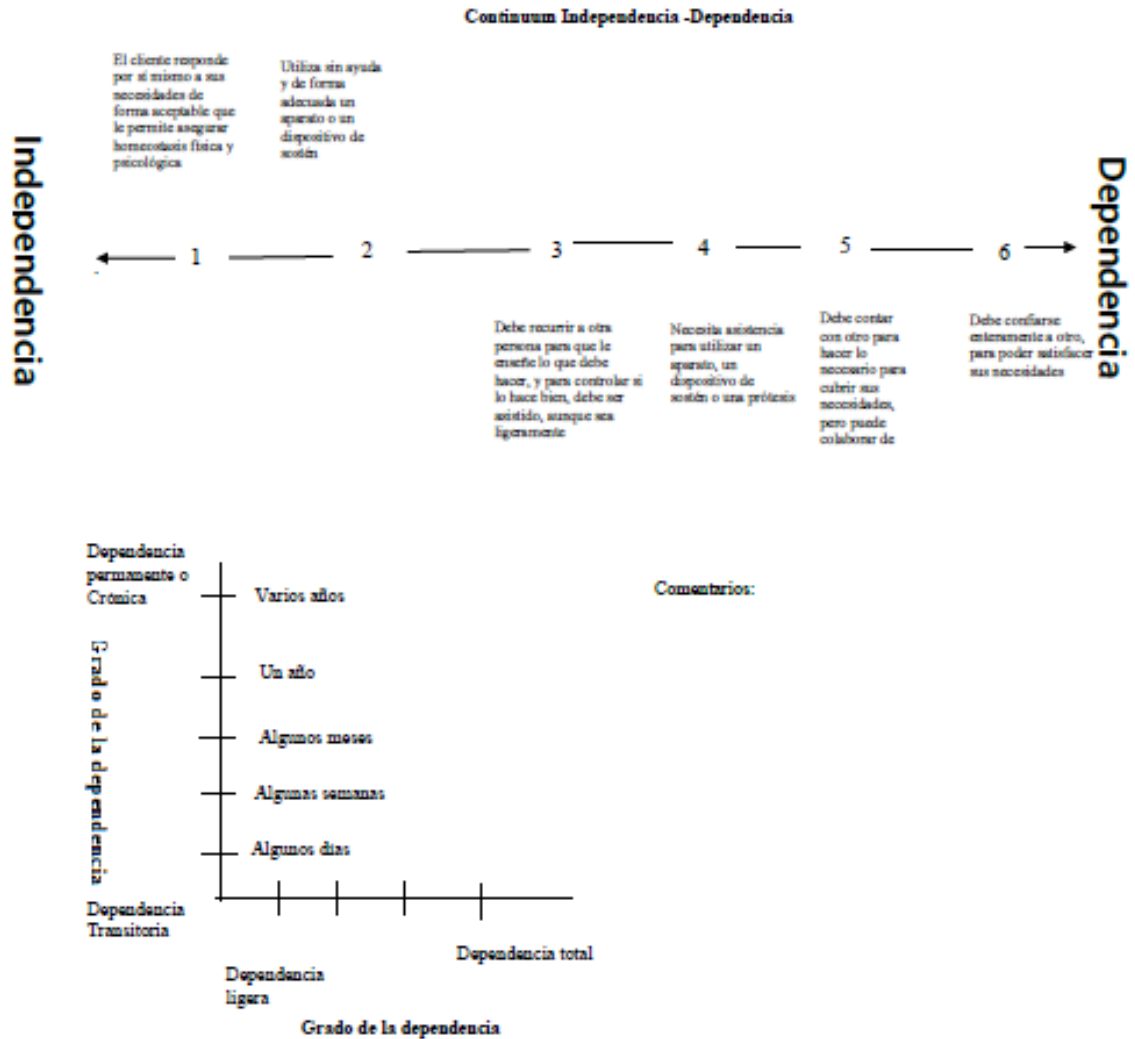 Continuum Independencia -Dependencia
El cliente responde
por sí mismo a sus
necesidades de
forma aceptable que
le permite asegurar
homeostasis física y
psicológica
Utiliza sin ayuda
y de forma
adecuada un
aparato o un
dispositivo de
sostén
Independencia
1
2
3
4
5
6
Dependencia
Debe recurrir a otra
persona para que le
enseñe lo que debe
hacer, y para controlar si
lo hace bien, debe ser
asistido, aunque sea
ligeramente
Necesita asistencia
para utilizar un
aparato, un
dispositivo de
sostén o una prótesis
Debe contar
con otro para
hacer lo
necesario para
cubrir sus
necesidades,
pero puede
colaborar de
Debe confiarse
enteramente a otro,
para poder satisfacer
sus necesidades
Dependencia
permanente o
Crónica
Varios años
Comentarios:
Grado de la dependencia
Un año
Algunos meses
Algunas semanas
Algunos días
Dependencia
Transitoria
Dependencia total
Dependencia
ligera
Grado de la dependencia